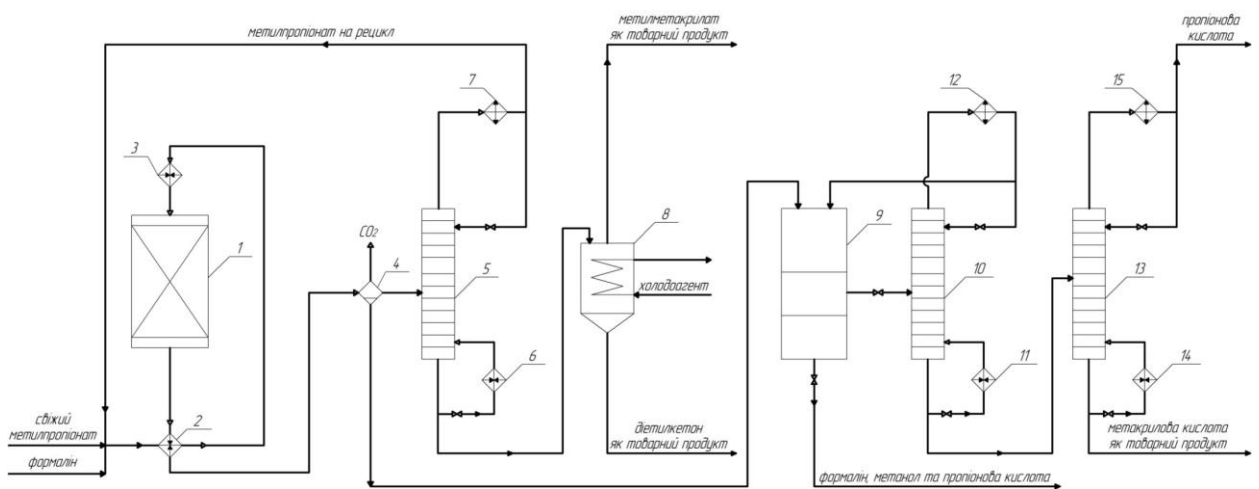 метилпропіонат на рецикл
метилметакрилат
як товарний продукт
пропіонова
кислота
7
12
15
3
CO₂
1
4
5
8
9
10
13
холодоагент
6
11
14
свіжий
метилпропіонат
2
формалін
діетилкетон
як товарний продукт
метакрилова кислота
як товарний продукт
формалін, метанол та пропіонова кислота